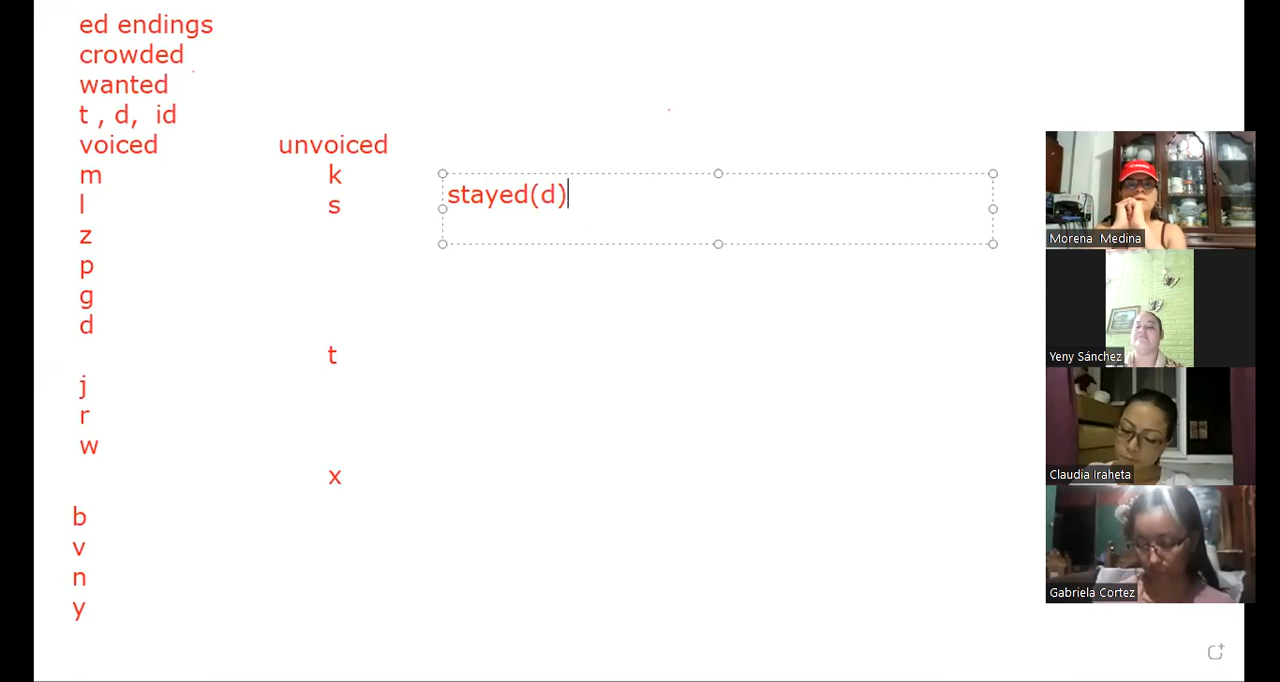 ed endings
crowded
wanted
t , d, id
voiced unvoiced
m k
l s
stayed(d)
z
p
g
d
t
j
r
w
x
b
v
n
y
Morena Medina
Yeny Sánchez
Claudia Iraheta
Gabriela Cortez